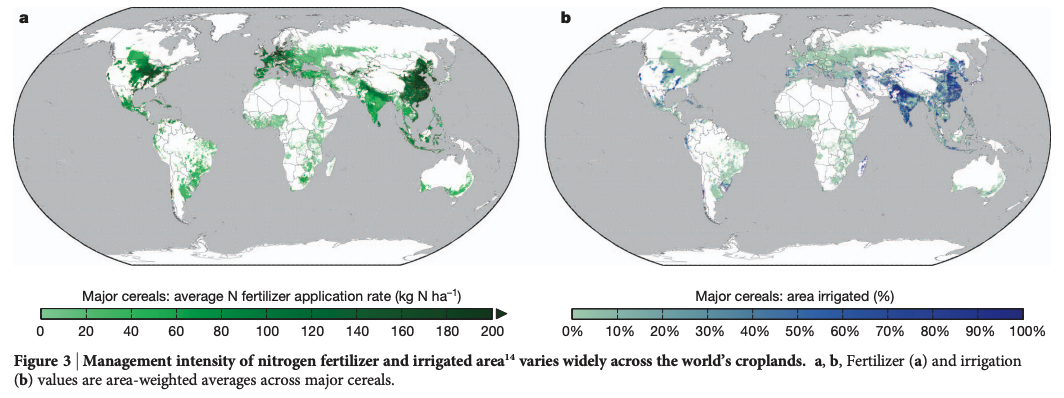 a
b
Major cereals: average N fertilizer application rate (kg N ha⁻¹)
0 20 40 60 80 100 120 140 160 180 200
Major cereals: area irrigated (%)
0% 10% 20% 30% 40% 50% 60% 70% 80% 90% 100%
Figure 3 | Management intensity of nitrogen fertilizer and irrigated area¹⁴ varies widely across the world’s croplands. a, b, Fertilizer (a) and irrigation
(b) values are area-weighted averages across major cereals.